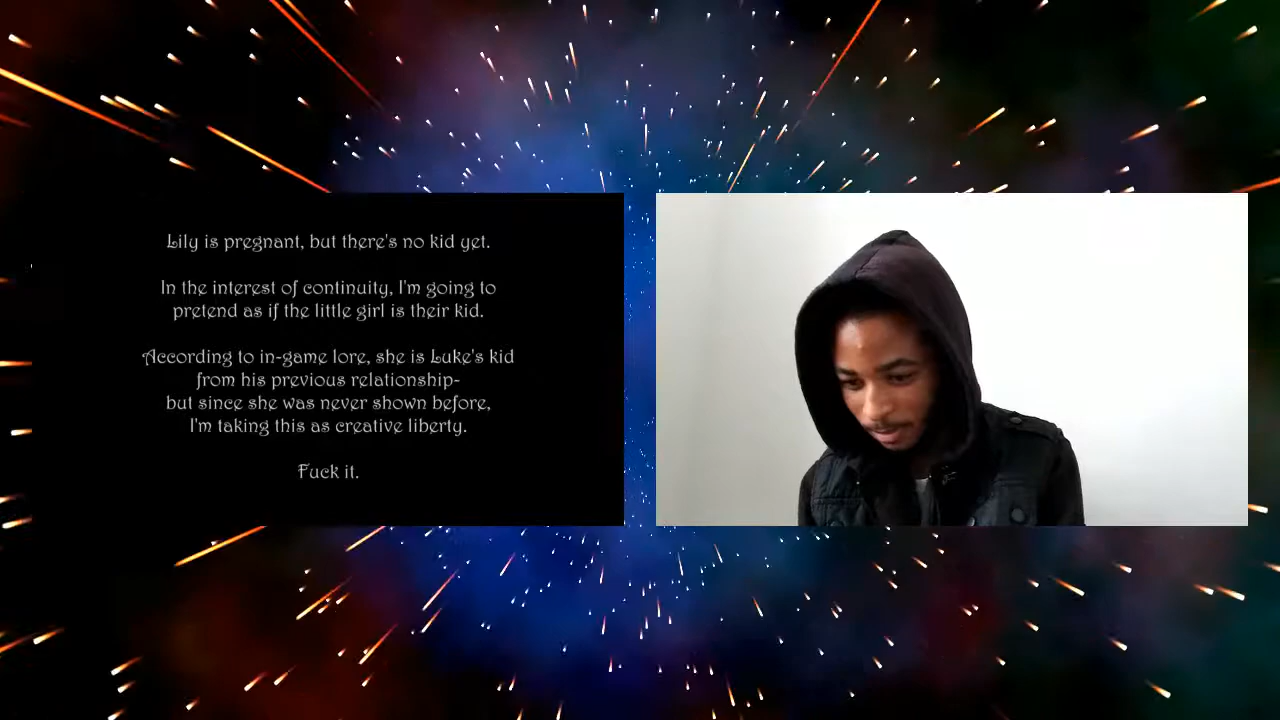 Lily is pregnant, but there's no kid yet.
In the interest of continuity, I'm going to
pretend as if the little girl is their kid.
According to in-game lore, she is Luke's kid
from his previous relationship-
but since she was never shown before,
I'm taking this as creative liberty.
Fuck it.